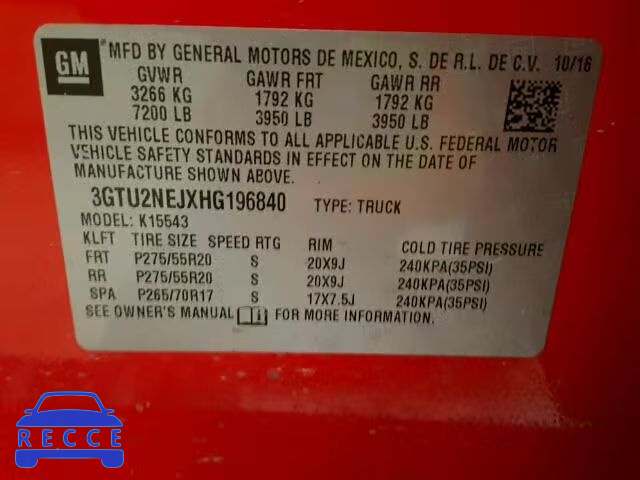 GM
MFD BY GENERAL MOTORS DE MEXICO, S. DE R.L. DE C.V. 10/16
GVWR GAWR FRT GAWR RR
3266 KG 1792 KG 1792 KG
7200 LB 3950 LB 3950 LB
THIS VEHICLE CONFORMS TO ALL APPLICABLE U.S. FEDERAL MOTOR
VEHICLE SAFETY STANDARDS IN EFFECT ON THE DATE OF
MANUFACTURE SHOWN ABOVE.
3GTU2NEJXHG196840 TYPE: TRUCK
MODEL: K15543
KLFT TIRE SIZE SPEED RTG RIM COLD TIRE PRESSURE
FRT P275/55R20 S 20X9J 240KPA(35PSI)
RR P275/55R20 S 20X9J 240KPA(35PSI)
SPA P265/70R17 S 17X7.5J 240KPA(35PSI)
SEE OWNER'S MANUAL FOR MORE INFORMATION.
RECCE